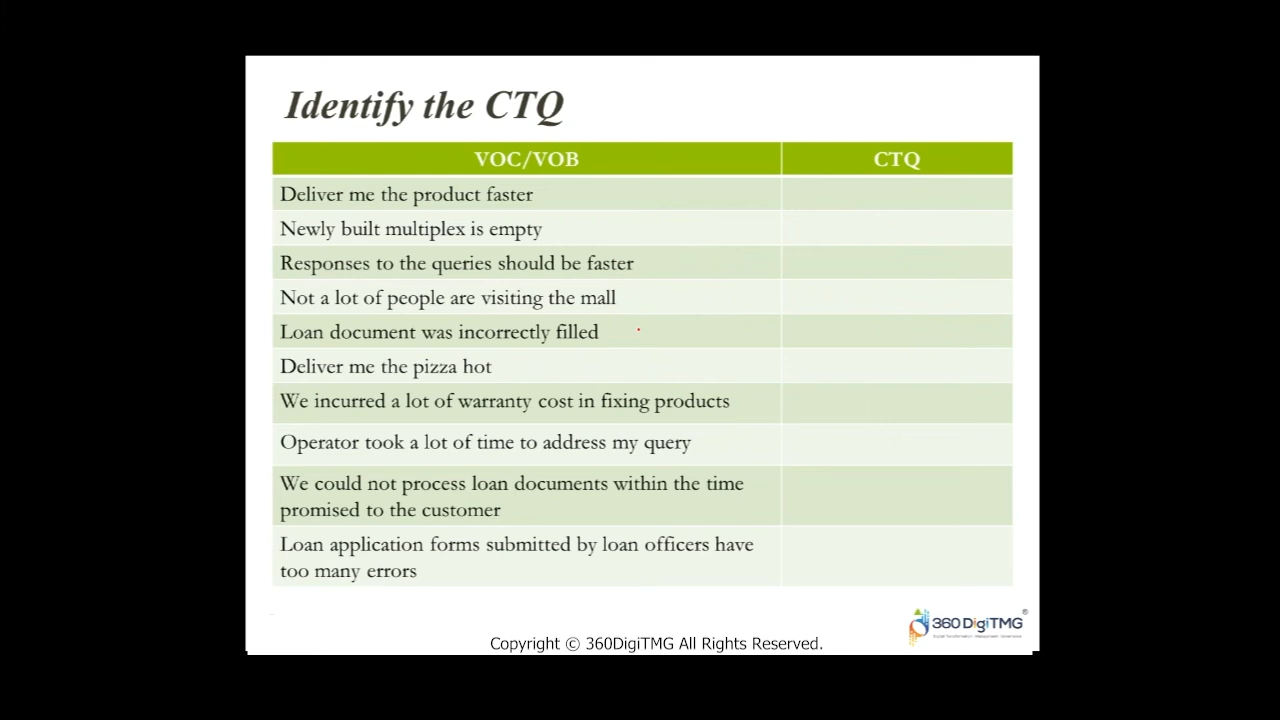 Identify the CTQ
VOC/VOB
CTQ
Deliver me the product faster
Newly built multiplex is empty
Responses to the queries should be faster
Not a lot of people are visiting the mall
Loan document was incorrectly filled
Deliver me the pizza hot
We incurred a lot of warranty cost in fixing products
Operator took a lot of time to address my query
We could not process loan documents within the time
promised to the customer
Loan application forms submitted by loan officers have
too many errors
360DigiTMG®
Copyright © 360DigiTMG All Rights Reserved.